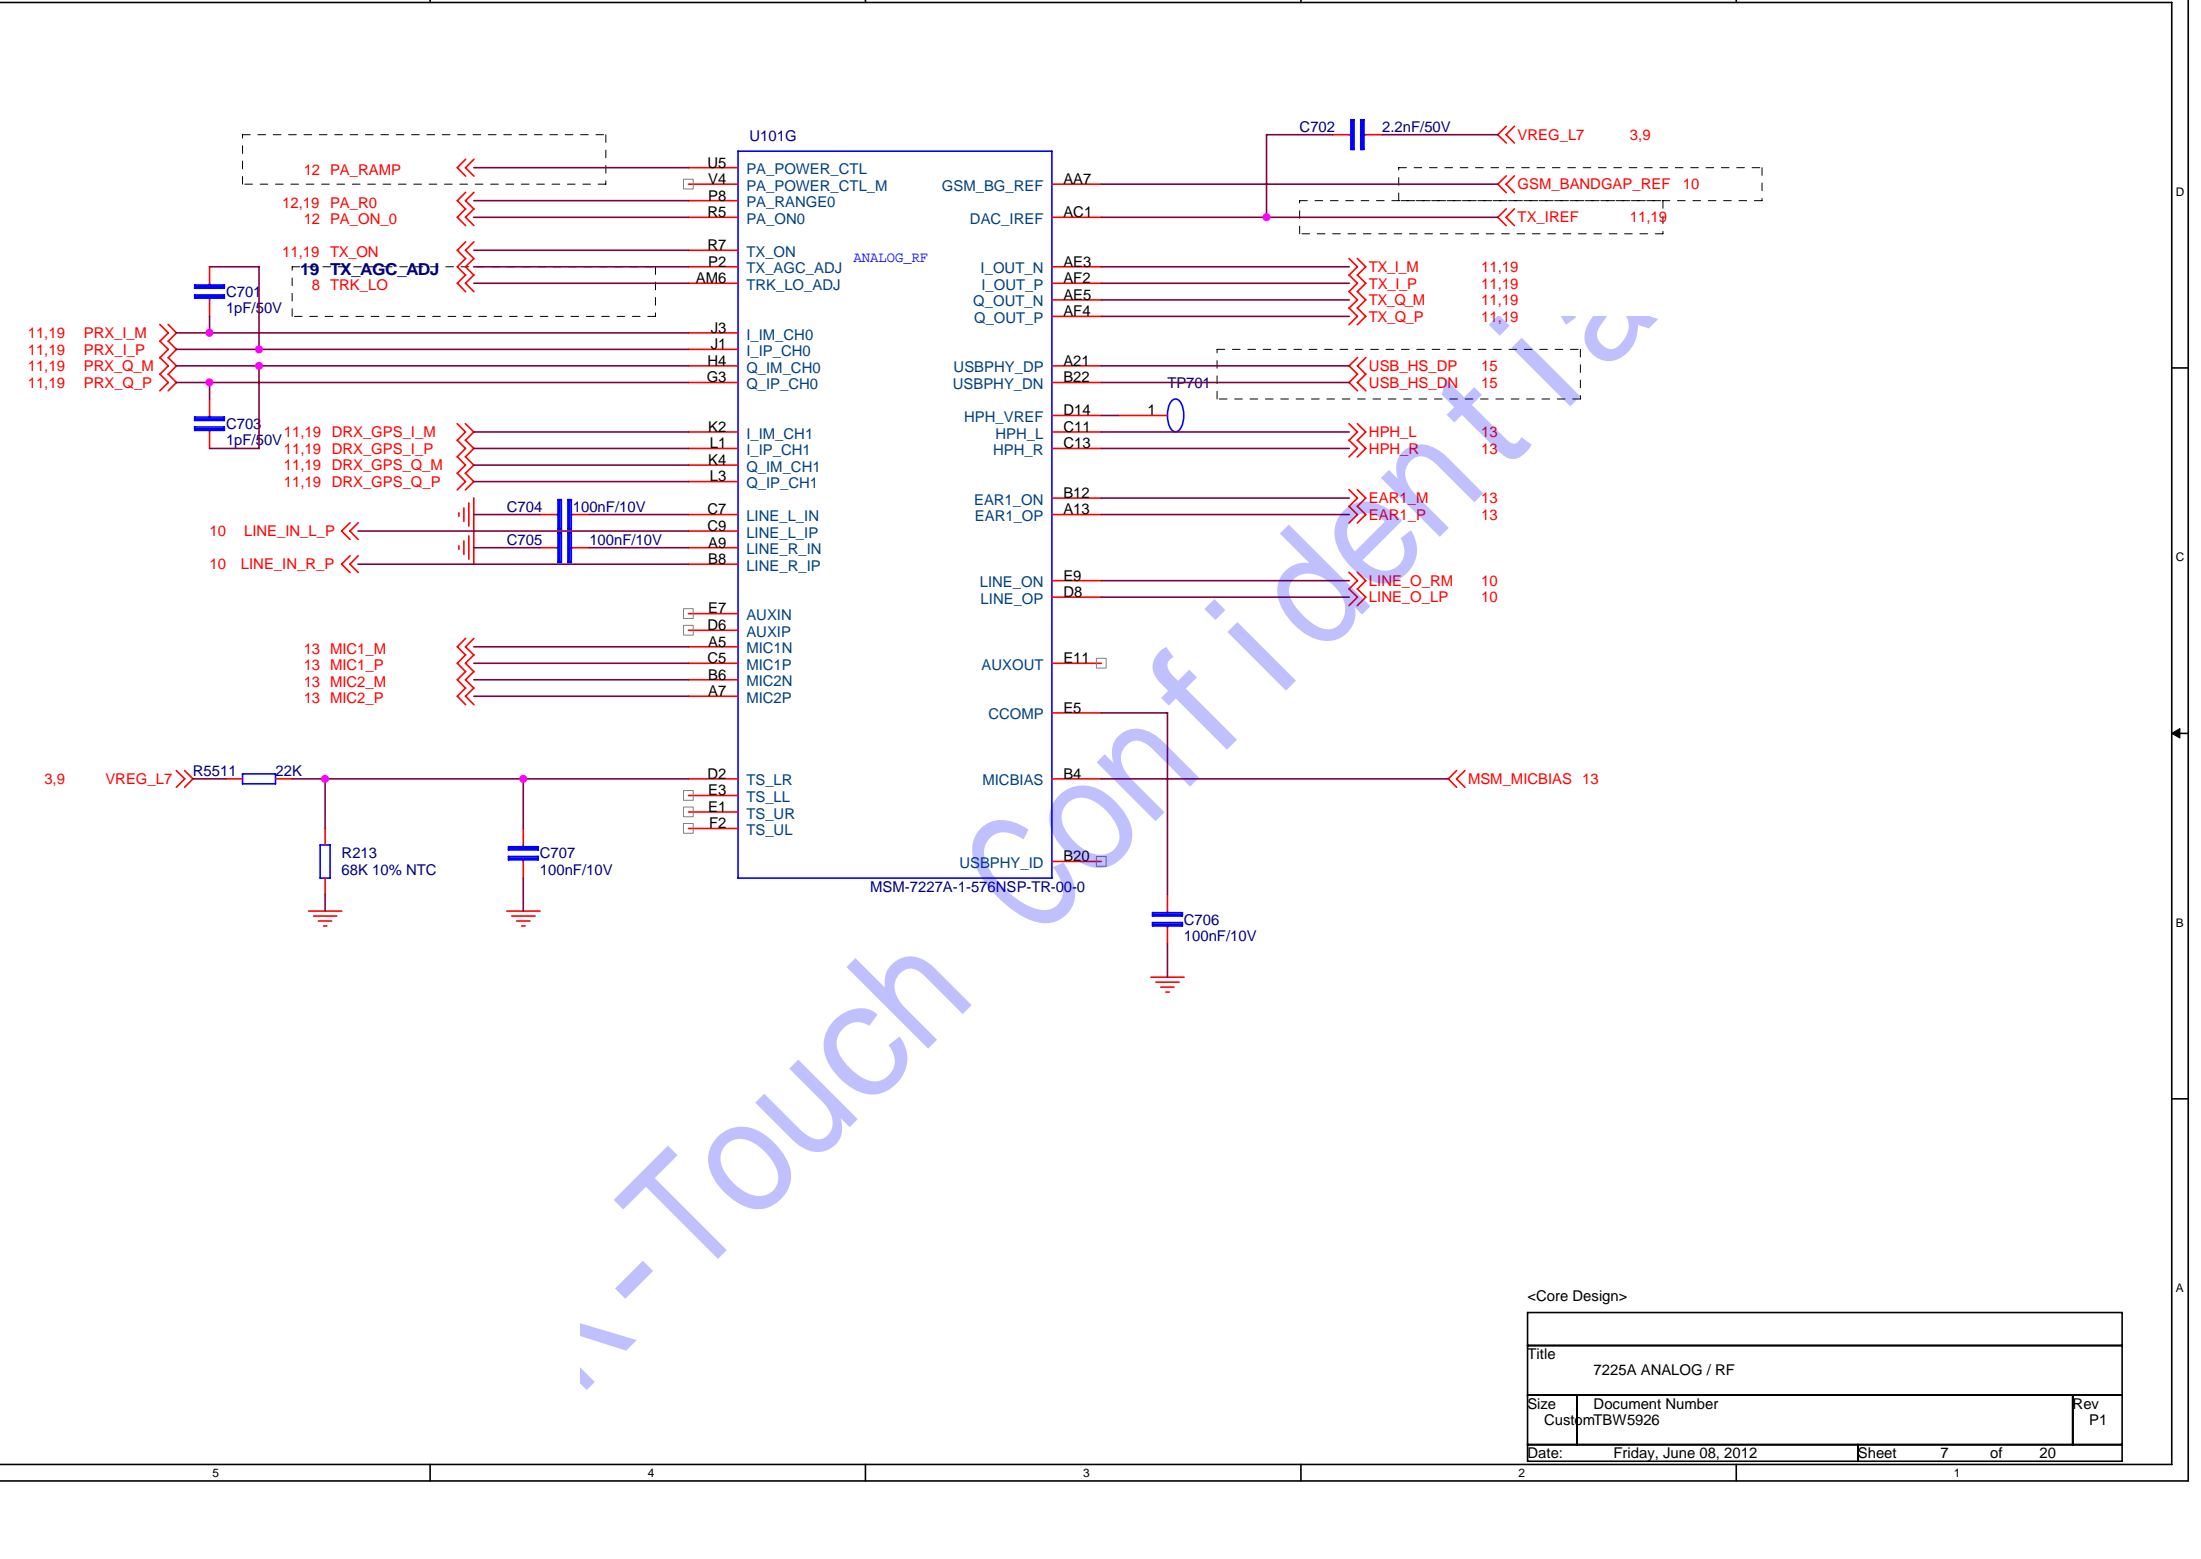 U101G
C702 2.2nF/50V VREG_L7 3,9
12 PA_RAMP U5 PA_POWER_CTL
V4 PA_POWER_CTL_M
12,19 PA_R0 P8 PA_RANGE0
12 PA_ON_0 R5 PA_ON0
GSM_BG_REF AA7 GSM_BANDGAP_REF 10
DAC_IREF AC1 TX_IREF 11,19
11,19 TX_ON R7 TX_ON
19 TX_AGC_ADJ P2 TX_AGC_ADJ
8 TRK_LO AM6 TRK_LO_ADJ
ANALOG_RF
I_OUT_N AE3 TX_I_M 11,19
I_OUT_P AF2 TX_I_P 11,19
Q_OUT_N AE5 TX_Q_M 11,19
Q_OUT_P AF4 TX_Q_P 11,19
C701
1pF/50V
11,19 PRX_I_M J3 I_IM_CH0
11,19 PRX_I_P J1 I_IP_CH0
11,19 PRX_Q_M H4 Q_IM_CH0
11,19 PRX_Q_P G3 Q_IP_CH0
USBPHY_DP A21 USB_HS_DP 15
USBPHY_DN B22 USB_HS_DN 15
TP701
HPH_VREF D14 1
HPH_L C11 HPH_L 13
HPH_R C13 HPH_R 13
C703
1pF/50V
11,19 DRX_GPS_I_M K2 I_IM_CH1
11,19 DRX_GPS_I_P L1 I_IP_CH1
11,19 DRX_GPS_Q_M K4 Q_IM_CH1
11,19 DRX_GPS_Q_P L3 Q_IP_CH1
C704 100nF/10V C7 LINE_L_IN
10 LINE_IN_L_P C9 LINE_L_IP
C705 100nF/10V A9 LINE_R_IN
10 LINE_IN_R_P B8 LINE_R_IP
EAR1_ON B12 EAR1_M 13
EAR1_OP A13 EAR1_P 13
LINE_ON E9 LINE_O_RM 10
LINE_OP D8 LINE_O_LP 10
E7 AUXIN
D6 AUXIP
13 MIC1_M A5 MIC1N
13 MIC1_P C5 MIC1P
13 MIC2_M B6 MIC2N
13 MIC2_P A7 MIC2P
AUXOUT E11
CCOMP E5
3,9 VREG_L7 R5511 22K D2 TS_LR
E3 TS_LL
E1 TS_UR
F2 TS_UL
MICBIAS B4 MSM_MICBIAS 13
R213
68K 10% NTC
C707
100nF/10V
USBPHY_ID B20
MSM-7227A-1-576NSP-TR-00-0
C706
100nF/10V
-Touch Confidentia
D
C
B
A
<Core Design>
Title
7225A ANALOG / RF
Size Document Number Rev
Custom TBW5926 P1
Date: Friday, June 08, 2012 Sheet 7 of 20
5 4 3 2 1